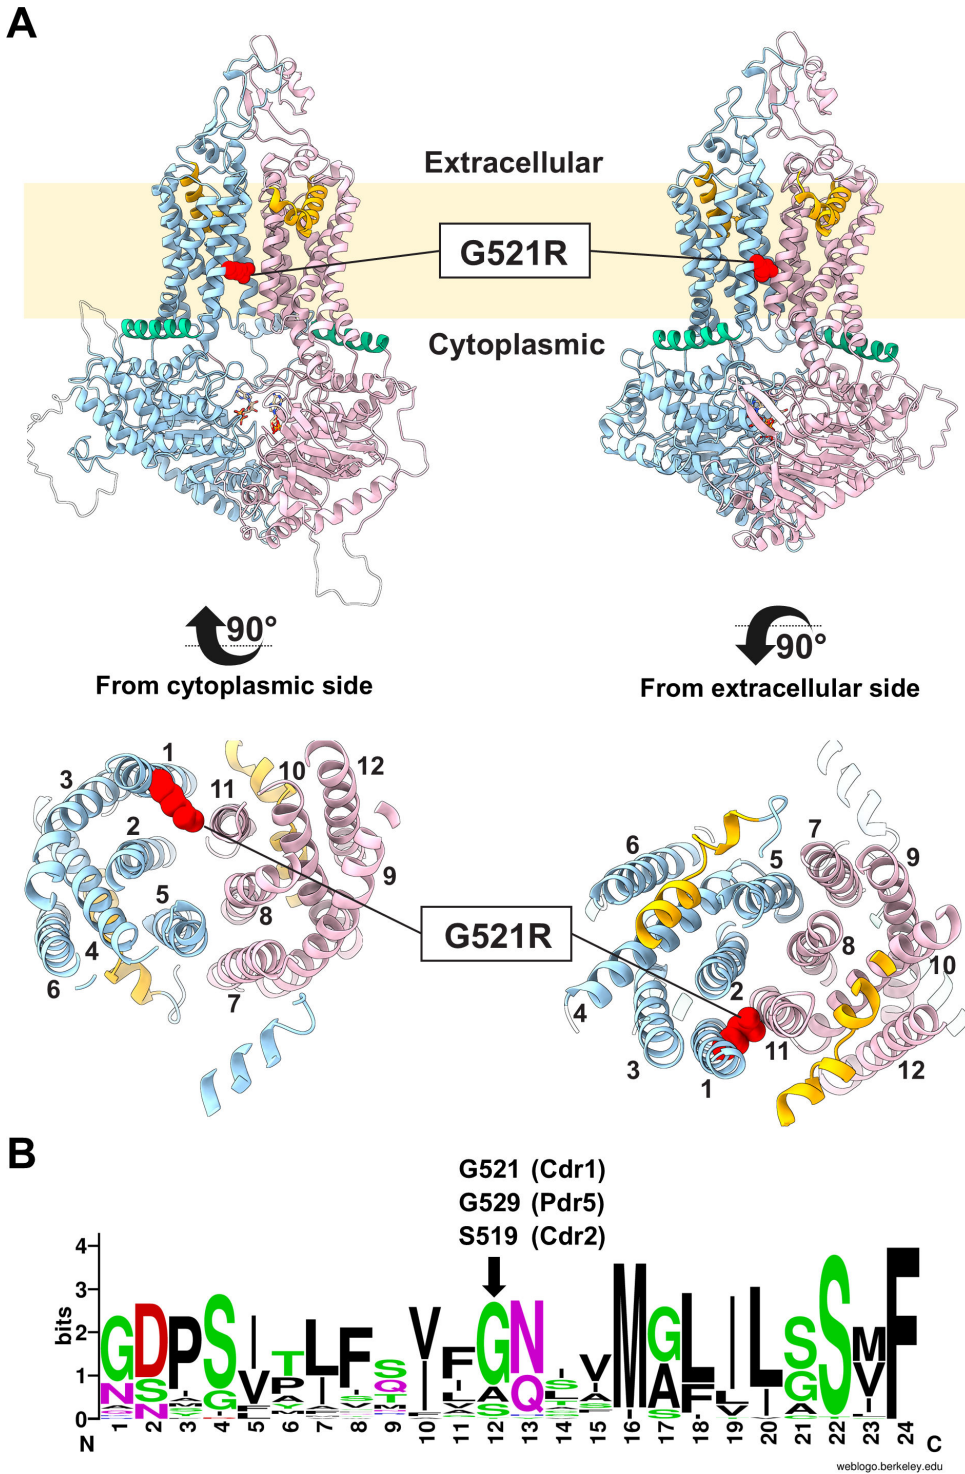 A
Extracellular
G521R
Cytoplasmic
90°
90°
From cytoplasmic side
From extracellular side
1
3
10
12
11
2
5
9
8
4
6
7
7
6
5
9
8
10
2
4
11
3
1
12
G521R
B
G521 (Cdr1)
G529 (Pdr5)
S519 (Cdr2)
bits
4
3
2
1
0
1 2 3 4 5 6 7 8 9 10 11 12 13 14 15 16 17 18 19 20 21 22 23 24
N
C
weblogo.berkeley.edu